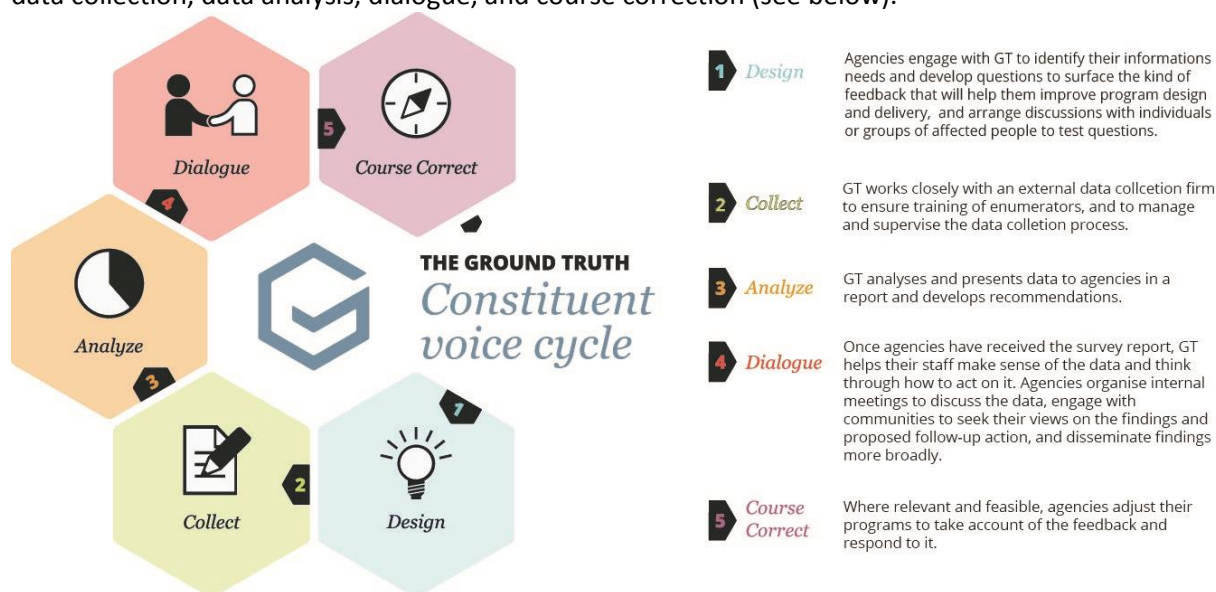 data collection, data analysis, dialogue, and course correction (see below).
Dialogue
4
5
Course Correct
Analyze
3
THE GROUND TRUTH
Constituent
voice cycle
Collect
2
1
Design
1 Design
Agencies engage with GT to identify their informations
needs and develop questions to surface the kind of
feedback that will help them improve program design
and delivery, and arrange discussions with individuals
or groups of affected people to test questions.
2 Collect
GT works closely with an external data collcetion firm
to ensure training of enumerators, and to manage
and supervise the data colletion process.
3 Analyze
GT analyses and presents data to agencies in a
report and develops recommendations.
4 Dialogue
Once agencies have received the survey report, GT
helps their staff make sense of the data and think
through how to act on it. Agencies organise internal
meetings to discuss the data, engage with
communities to seek their views on the findings and
proposed follow-up action, and disseminate findings
more broadly.
5 Course
Correct
Where relevant and feasible, agencies adjust their
programs to take account of the feedback and
respond to it.